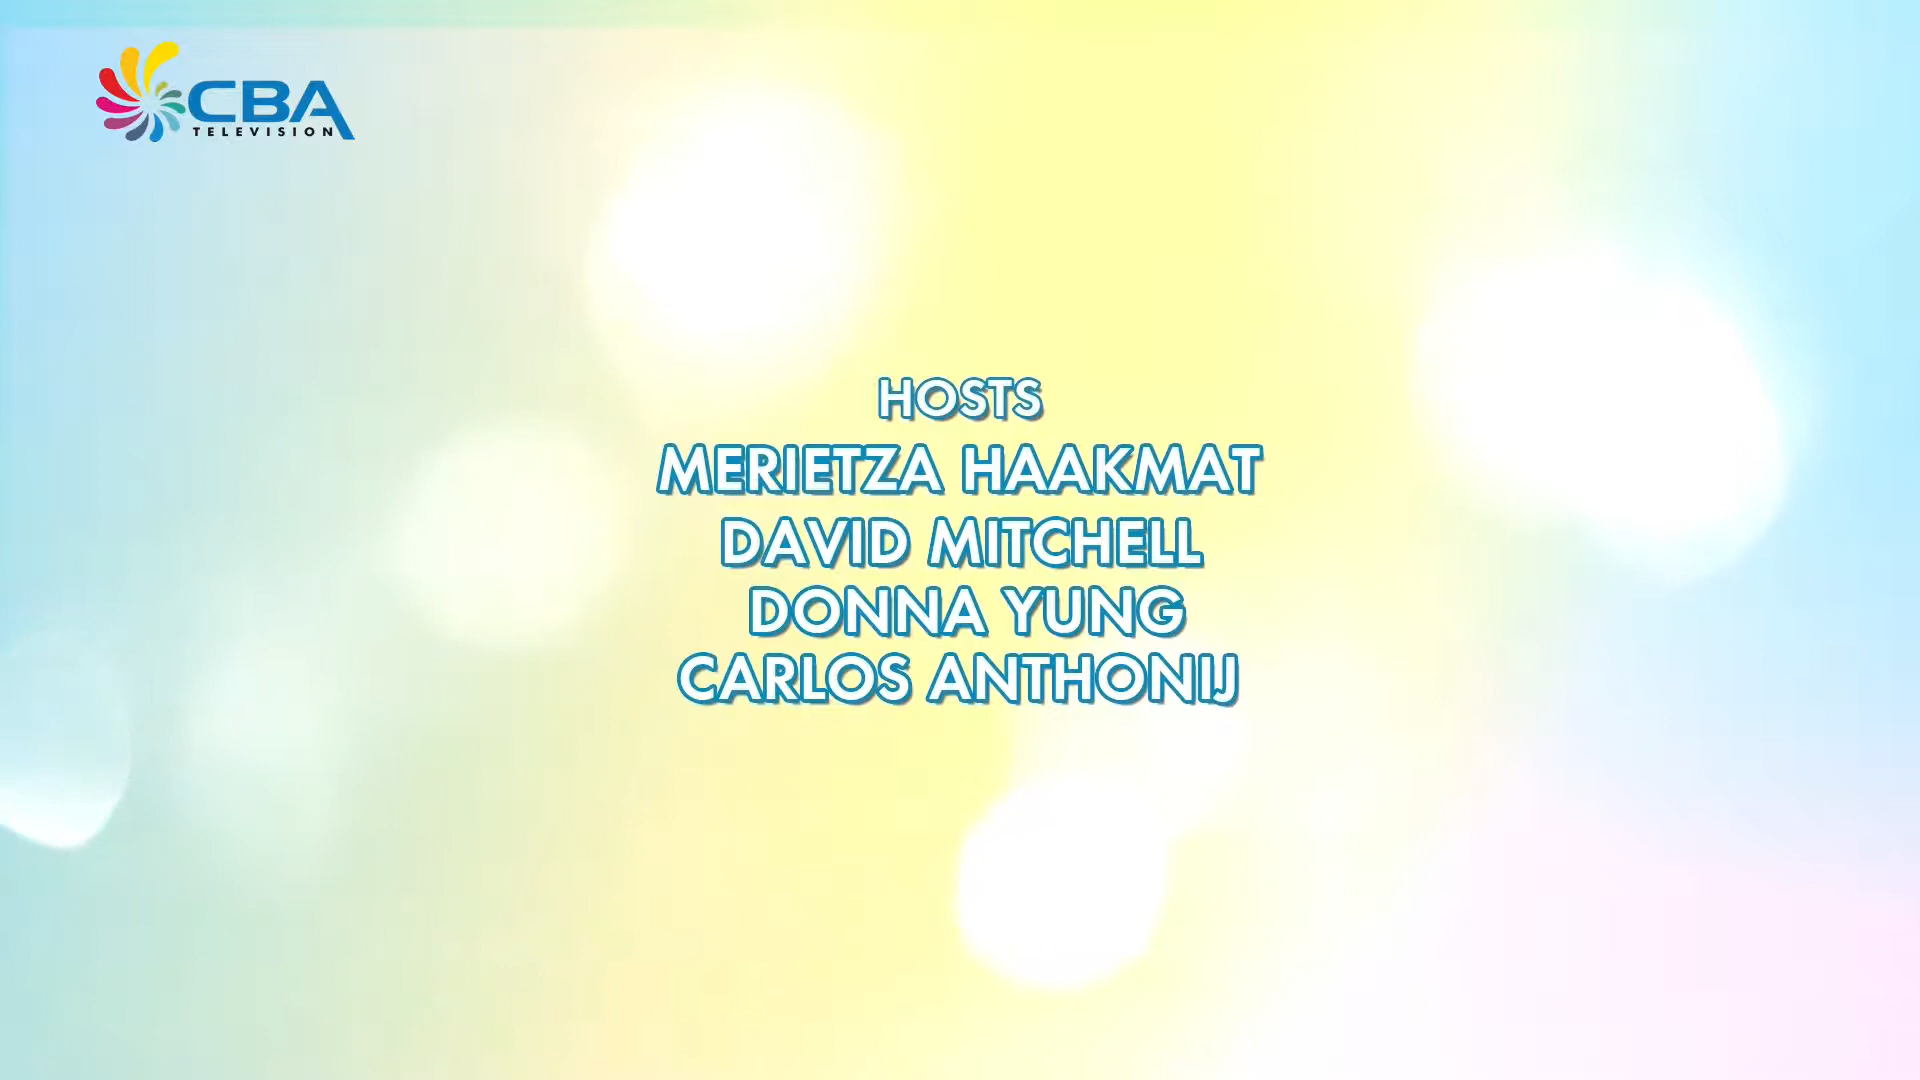 CBA
TELEVISION
HOSTS
MERIETZA HAAKMAT
DAVID MITCHELL
DONNA YUNG
CARLOS ANTHONIJ